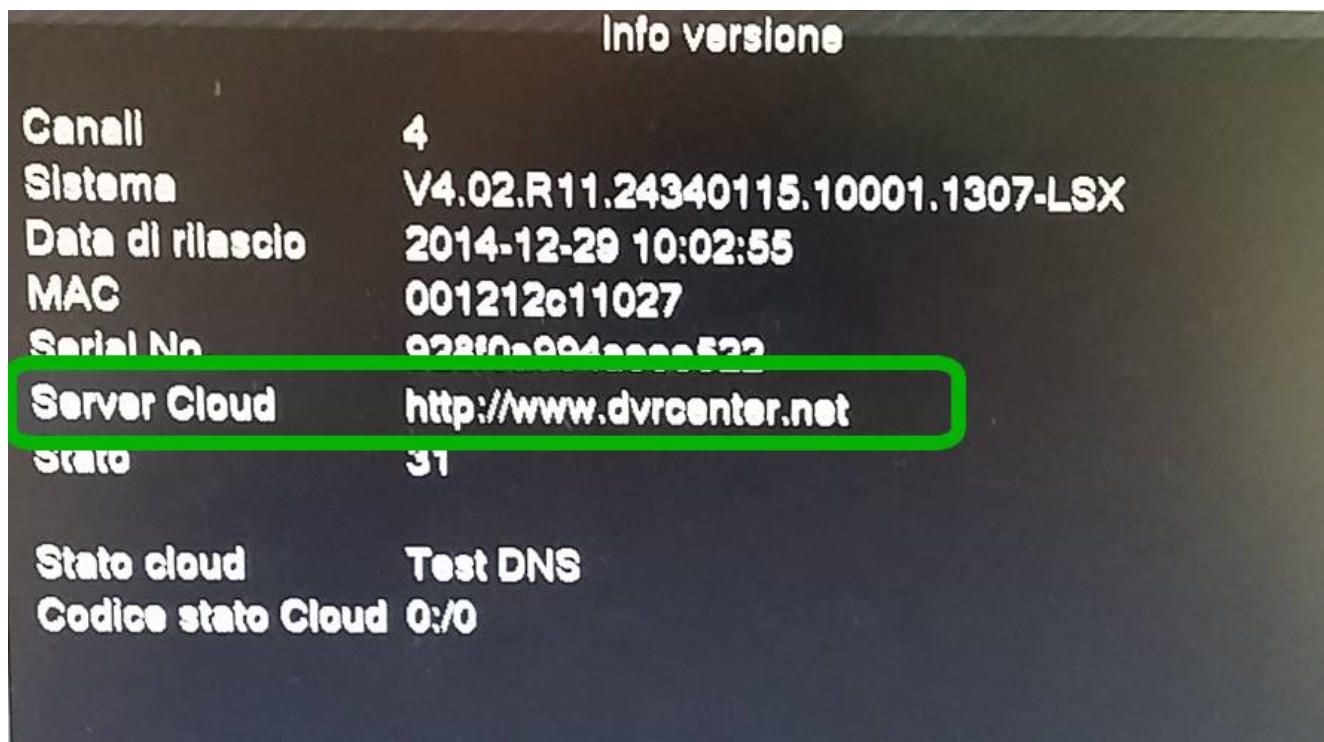 Info versione
Canali 4
Sistema V4.02.R11.24340115.10001.1307-LSX
Data di rilascio 2014-12-29 10:02:55
MAC 001212c11027
Serial No.
Server Cloud http://www.dvrcenter.net
Stato 31
Stato cloud Test DNS
Codice stato Cloud 0:/0